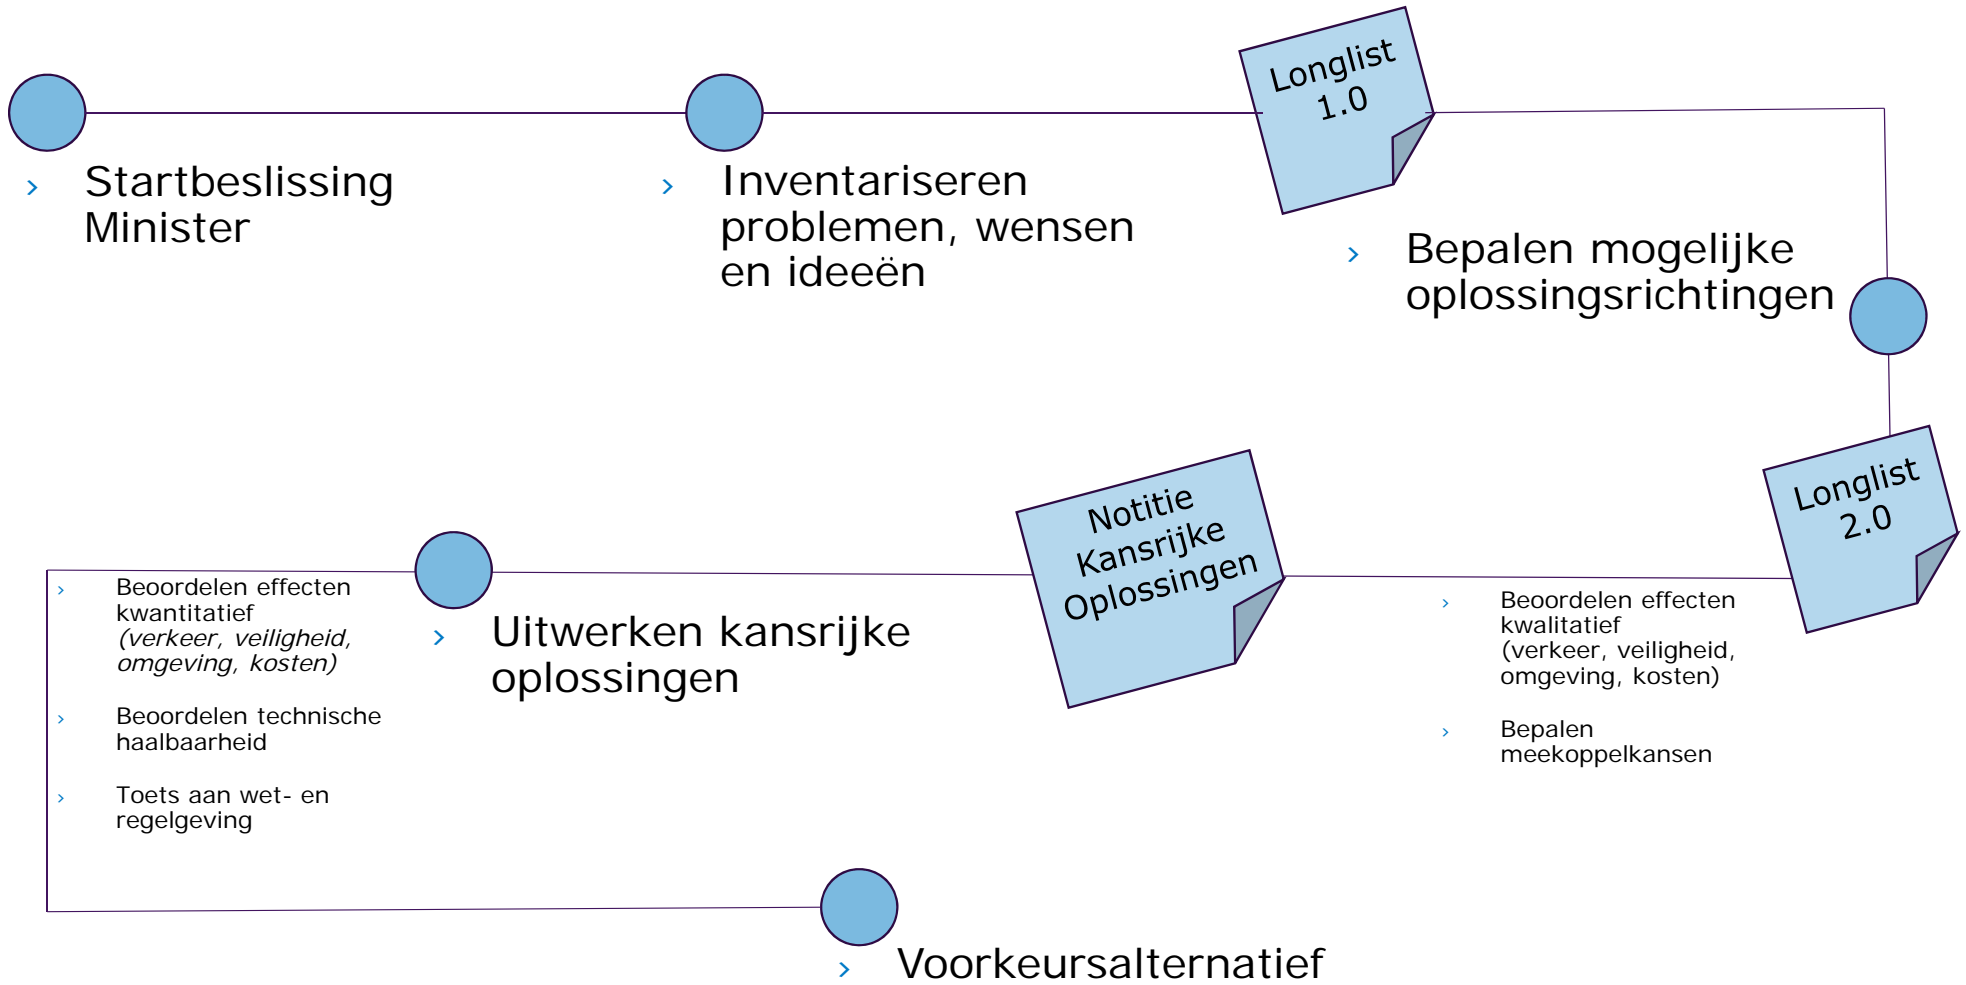 Longlist
1.0
› Startbeslissing
Minister
› Inventariseren
problemen, wensen
en ideeën
› Bepalen mogelijke
oplossingsrichtingen
Longlist
2.0
Notitie
Kansrijke
Oplossingen
› Beoordelen effecten
kwalitatief
(verkeer, veiligheid,
omgeving, kosten)
› Bepalen
meekoppelkansen
› Uitwerken kansrijke
oplossingen
› Beoordelen effecten
kwantitatief
(verkeer, veiligheid,
omgeving, kosten)
› Beoordelen technische
haalbaarheid
› Toets aan wet- en
regelgeving
› Voorkeursalternatief